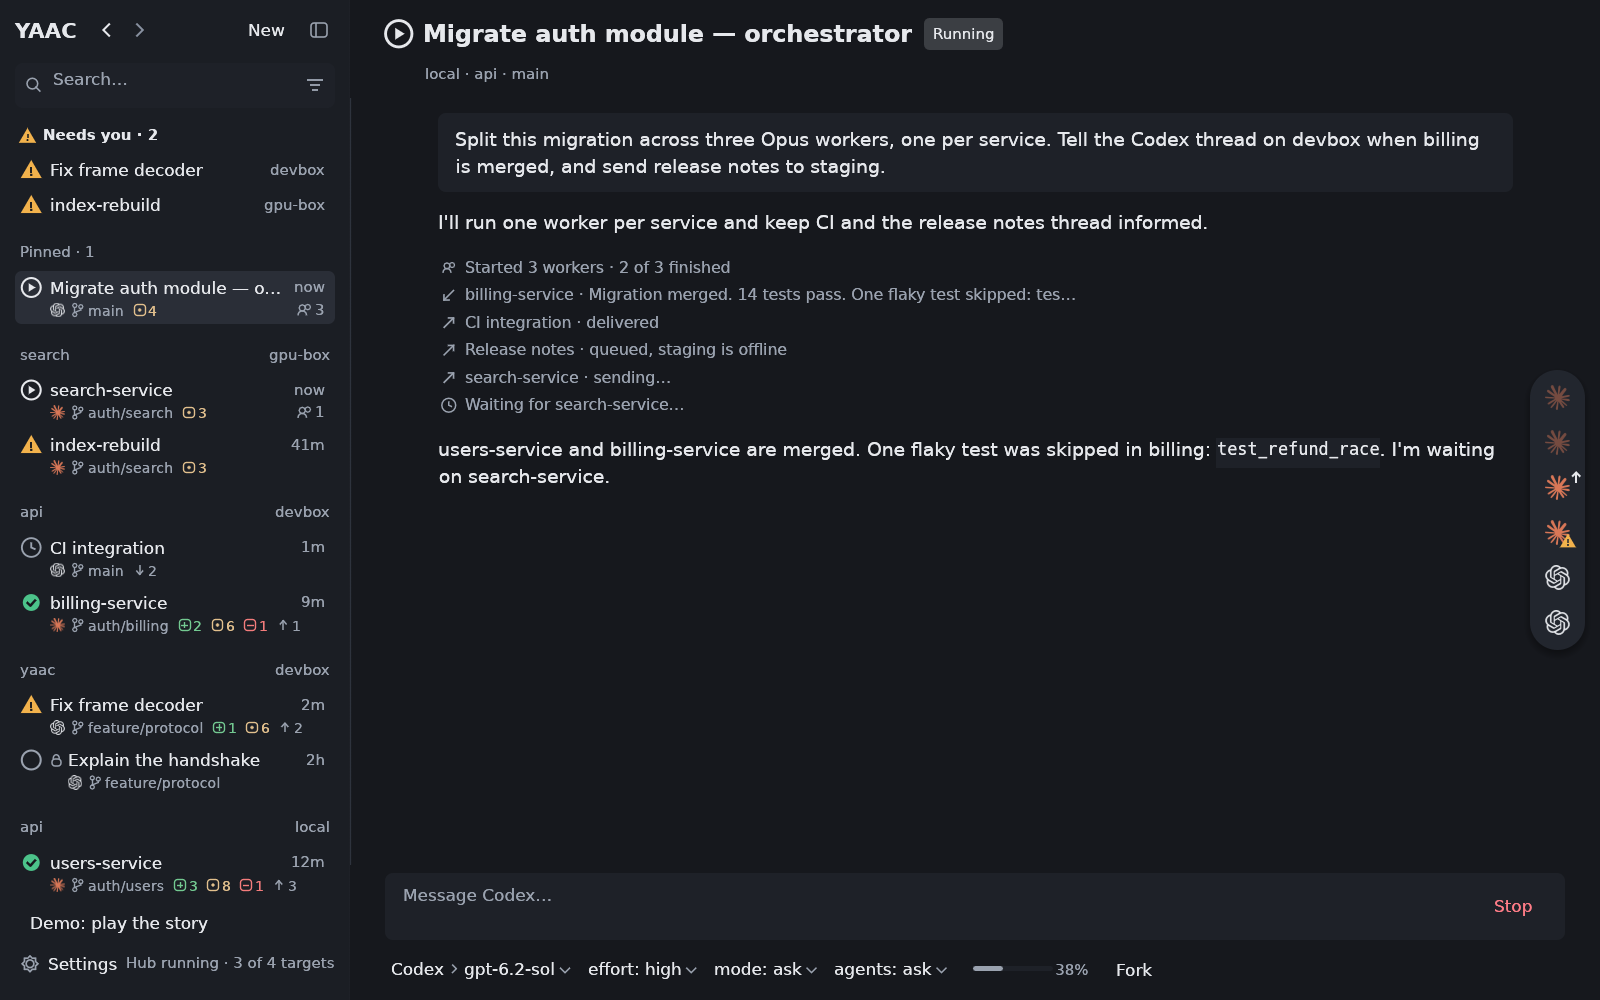 YAAC
New
Search...
Needs you · 2
Fix frame decoder devbox
index-rebuild gpu-box
Pinned · 1
Migrate auth module — o... now
main 4 3
search gpu-box
search-service now
auth/search 3 1
index-rebuild 41m
auth/search 3
api devbox
CI integration 1m
main ↓2
billing-service 9m
auth/billing 2 6 1 ↑1
yaac devbox
Fix frame decoder 2m
feature/protocol 1 6 ↑2
Explain the handshake 2h
feature/protocol
api local
users-service 12m
auth/users 3 8 1 ↑3
Demo: play the story
Settings Hub running · 3 of 4 targets
Migrate auth module — orchestrator Running
local · api · main
Split this migration across three Opus workers, one per service. Tell the Codex thread on devbox when billing
is merged, and send release notes to staging.
I'll run one worker per service and keep CI and the release notes thread informed.
Started 3 workers · 2 of 3 finished
billing-service · Migration merged. 14 tests pass. One flaky test skipped: tes...
CI integration · delivered
Release notes · queued, staging is offline
search-service · sending...
Waiting for search-service...
users-service and billing-service are merged. One flaky test was skipped in billing: test_refund_race. I'm waiting
on search-service.
Message Codex...
Stop
Codex > gpt-6.2-sol effort: high mode: ask agents: ask 38% Fork